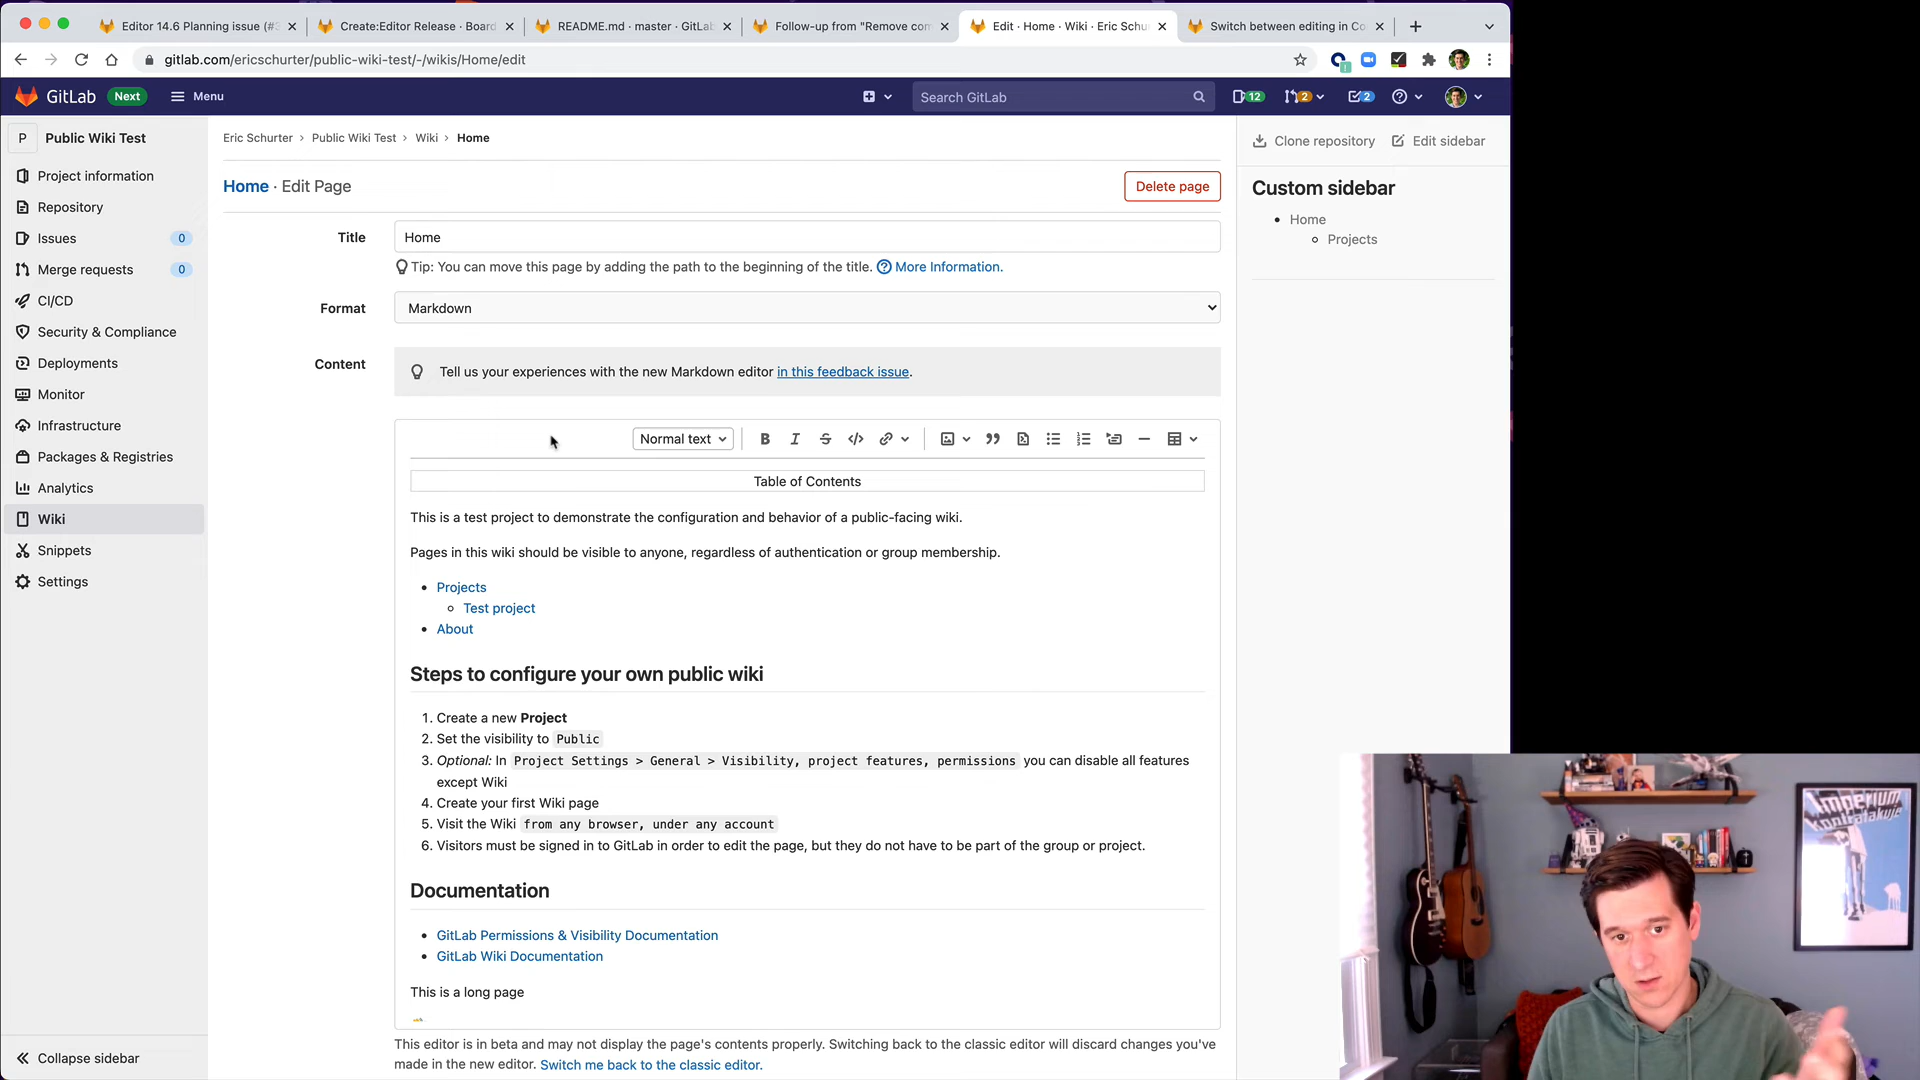 Editor 14.6 Planning issue (#3
Create:Editor Release · Board
README.md · master · GitLab
Follow-up from "Remove com
Edit · Home · Wiki · Eric Schu
Switch between editing in Co
gitlab.com/ericschurter/public-wiki-test/-/wikis/Home/edit
GitLab Next Menu
Search GitLab
12 2 2
P Public Wiki Test
Project information
Repository
Issues 0
Merge requests 0
CI/CD
Security & Compliance
Deployments
Monitor
Infrastructure
Packages & Registries
Analytics
Wiki
Snippets
Settings
Collapse sidebar
Eric Schurter › Public Wiki Test › Wiki › Home
Home · Edit Page
Delete page
Title
Home
Tip: You can move this page by adding the path to the beginning of the title. More Information.
Format
Markdown
Content
Tell us your experiences with the new Markdown editor in this feedback issue.
Normal text
Table of Contents
This is a test project to demonstrate the configuration and behavior of a public-facing wiki.
Pages in this wiki should be visible to anyone, regardless of authentication or group membership.
Projects
Test project
About
Steps to configure your own public wiki
1. Create a new Project
2. Set the visibility to Public
3. Optional: In Project Settings > General > Visibility, project features, permissions you can disable all features
except Wiki
4. Create your first Wiki page
5. Visit the Wiki from any browser, under any account
6. Visitors must be signed in to GitLab in order to edit the page, but they do not have to be part of the group or project.
Documentation
GitLab Permissions & Visibility Documentation
GitLab Wiki Documentation
This is a long page
This editor is in beta and may not display the page's contents properly. Switching back to the classic editor will discard changes you've
made in the new editor. Switch me back to the classic editor.
Clone repository
Edit sidebar
Custom sidebar
Home
Projects
Imperium
Kontratakuje